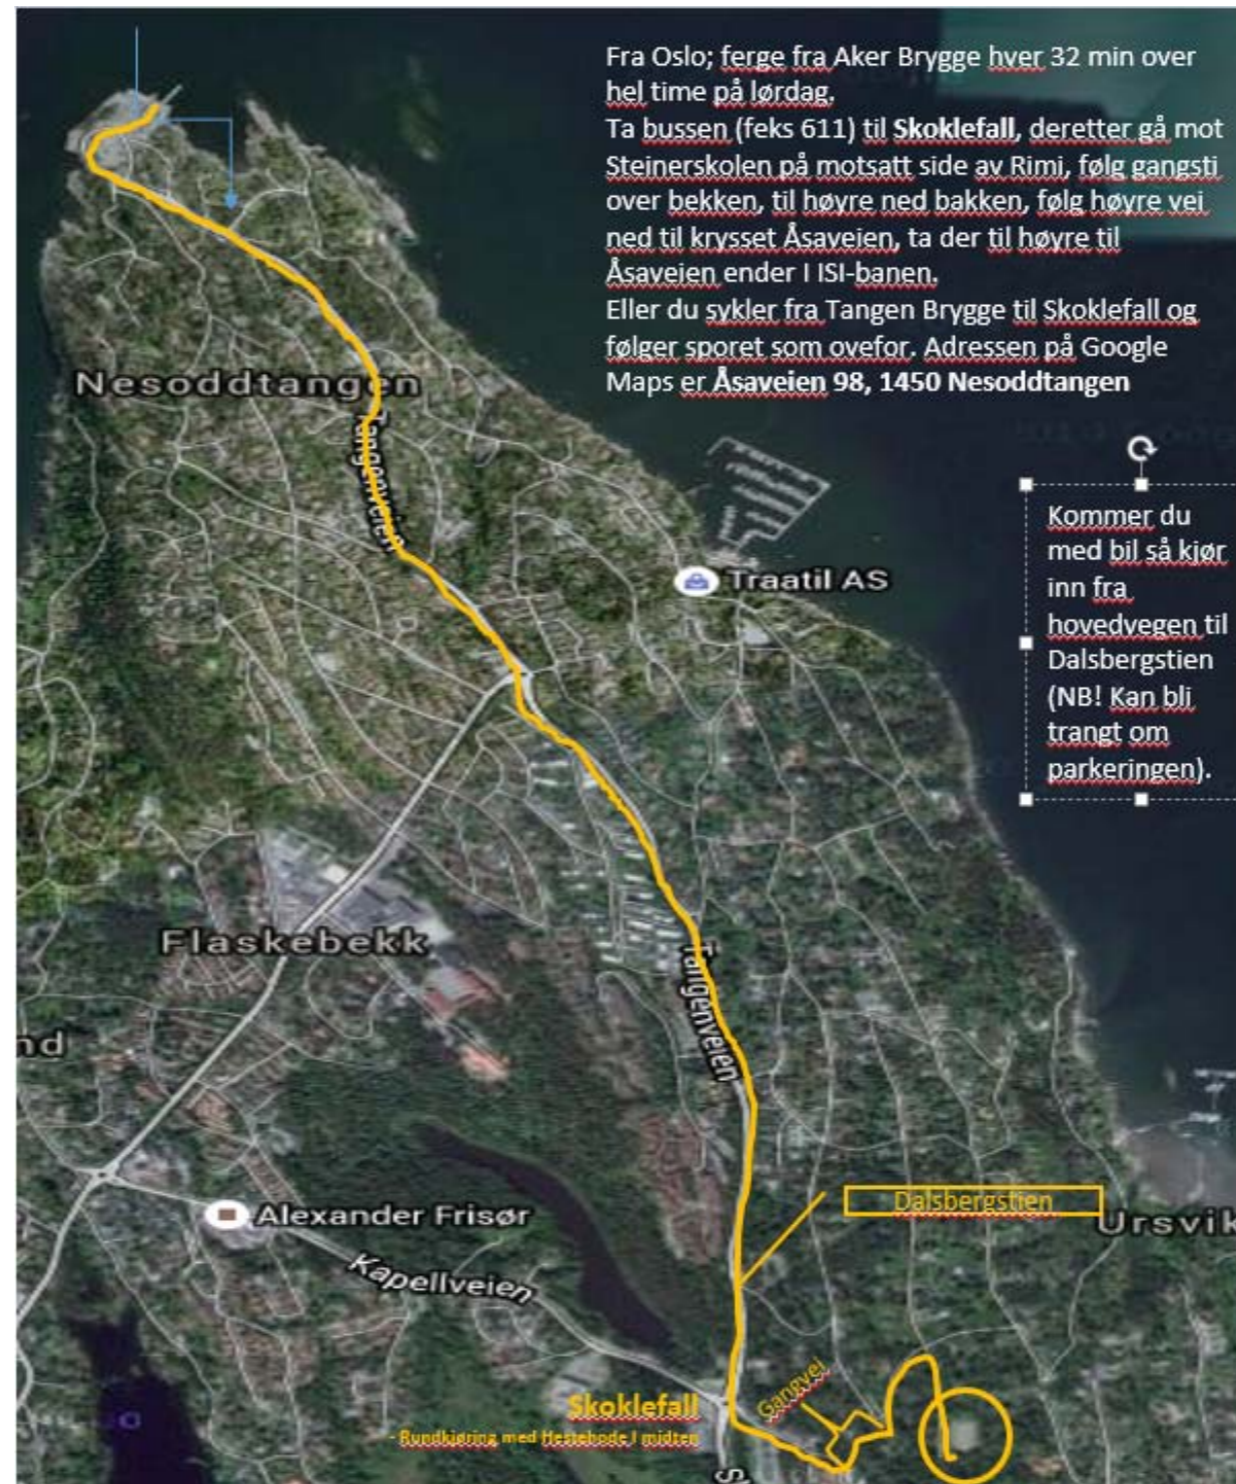 Fra Oslo; ferge fra Aker Brygge hver 32 min over
hel time på lørdag.
Ta bussen (feks 611) til Skoklefall, deretter gå mot
Steinerskolen på motsatt side av Rimi, følg gangsti
over bekken, til høyre ned bakken, følg høyre vei
ned til krysset Åsaveien, ta der til høyre til
Åsaveien ender I ISI-banen.
Eller du sykler fra Tangen Brygge til Skoklefall og
følger sporet som ovefor. Adressen på Google
Maps er Åsaveien 98, 1450 Nesoddtangen
Nesoddtangen
Tangenveien
Kommer du
med bil så kjør
inn fra
hovedvegen til
Dalsbergstien
(NB! Kan bli
trangt om
parkeringen).
Traatil AS
Flaskebekk
Tangenveien
nd
Dalsbergstien
Ursvik
Alexander Frisør
Kapellveien
Gangvei
Skoklefall
- Rundkjøring med Hestehode I midten